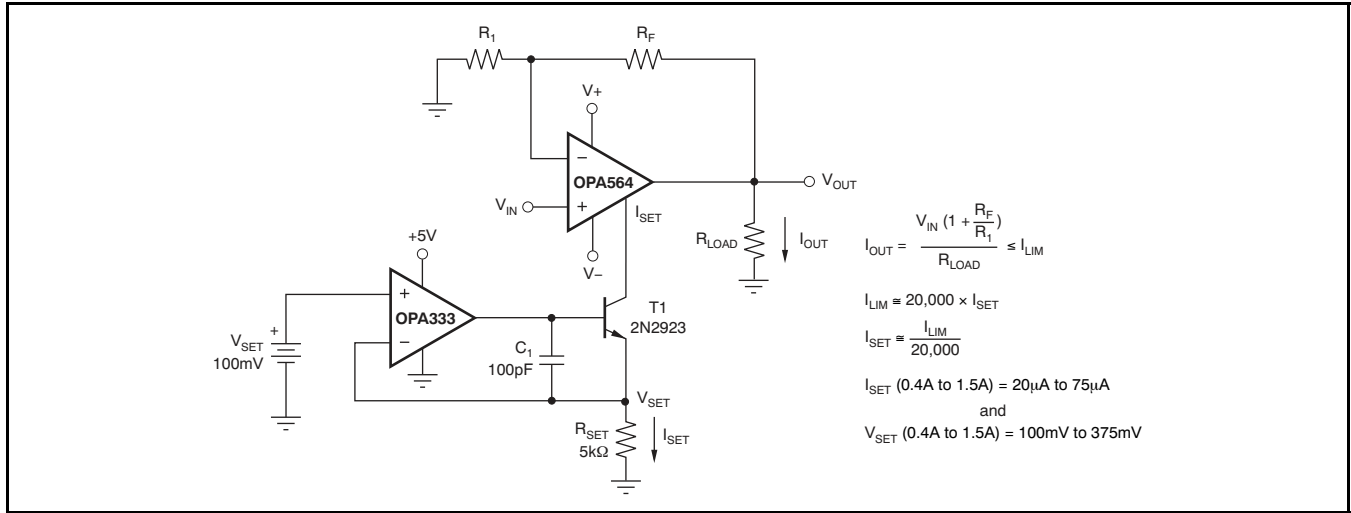 R1
RF
V+
−
OPA564
VOUT
VIN
+
ISET
RLOAD
IOUT
V−
+5V
+
OPA333
−
VSET
+
100mV
C1
100pF
T1
2N2923
VSET
RSET
5kΩ
ISET
IOUT = VIN (1 + RF/R1) / RLOAD ≤ ILIM
ILIM ≅ 20,000 × ISET
ISET ≅ ILIM / 20,000
ISET (0.4A to 1.5A) = 20μA to 75μA
and
VSET (0.4A to 1.5A) = 100mV to 375mV